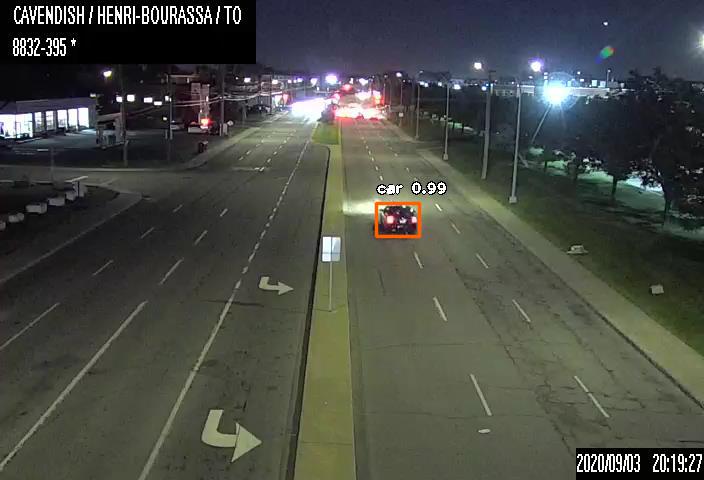 CAVENDISH / HENRI-BOURASSA / TO
8832-395 *
car 0.99
2020/09/03 20:19:27